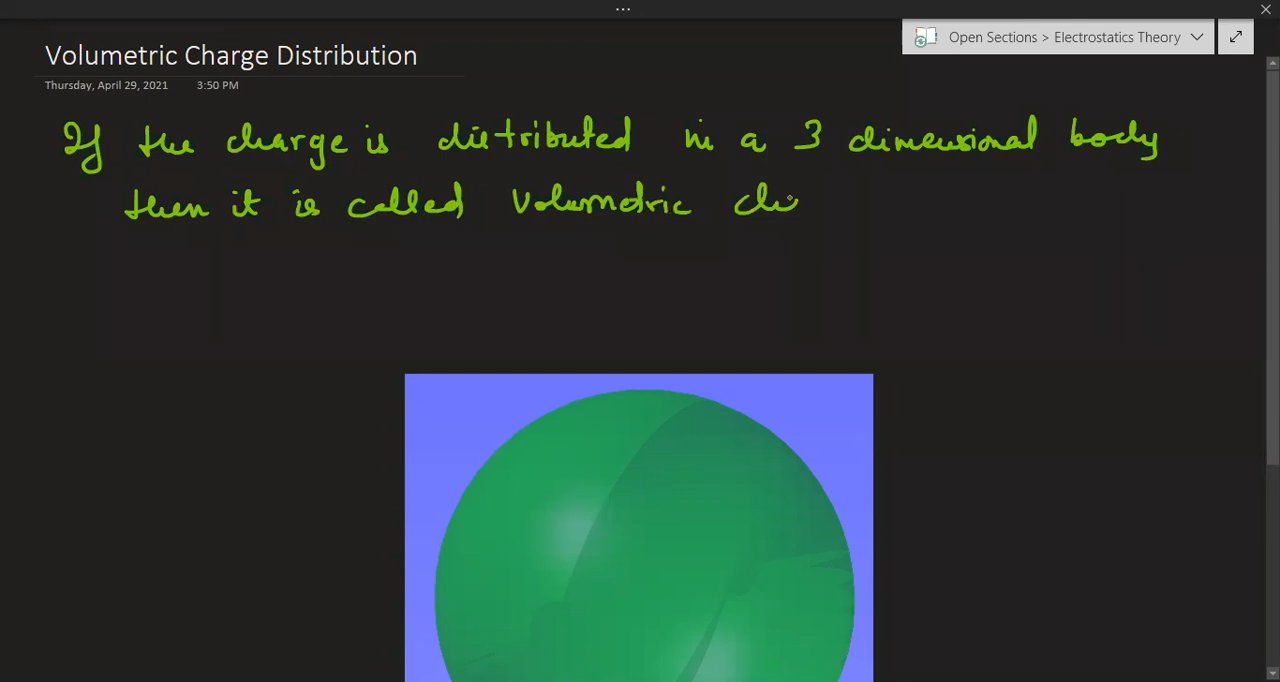 Volumetric Charge Distribution
Open Sections > Electrostatics Theory
Thursday, April 29, 2021 3:50 PM
If the charge is distributed in a 3 dimensional body
then it is called volumetric cha